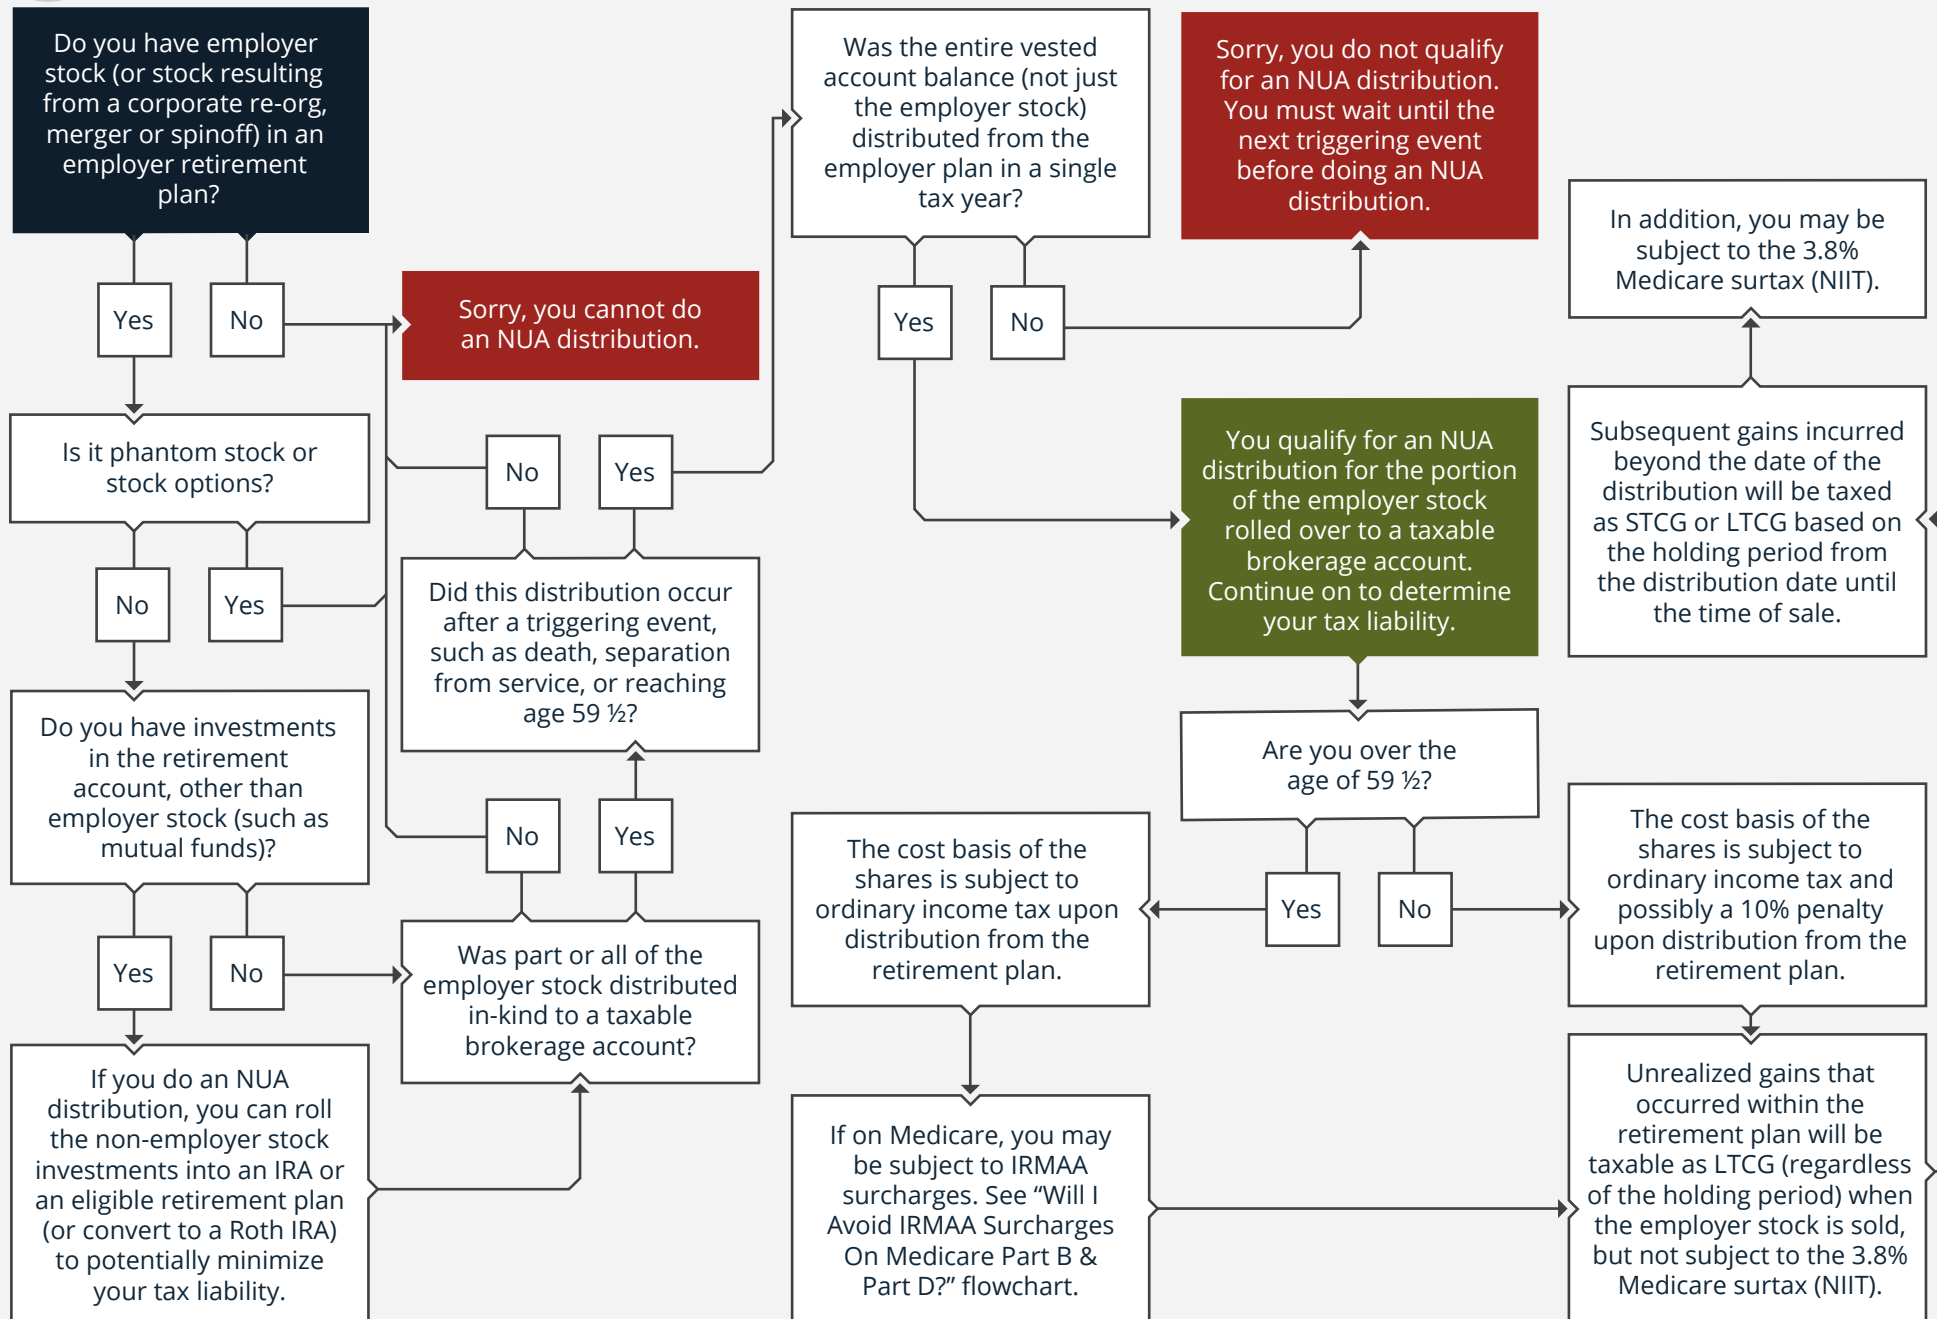 Do you have employer
stock (or stock resulting
from a corporate re-org,
merger or spinoff) in an
employer retirement
plan?
Yes
No
Sorry, you cannot do
an NUA distribution.
Is it phantom stock or
stock options?
No
Yes
Do you have investments
in the retirement
account, other than
employer stock (such as
mutual funds)?
Yes
No
If you do an NUA
distribution, you can roll
the non-employer stock
investments into an IRA or
an eligible retirement plan
(or convert to a Roth IRA)
to potentially minimize
your tax liability.
Was part or all of the
employer stock distributed
in-kind to a taxable
brokerage account?
No
Yes
Did this distribution occur
after a triggering event,
such as death, separation
from service, or reaching
age 59 ½?
No
Yes
Was the entire vested
account balance (not just
the employer stock)
distributed from the
employer plan in a single
tax year?
Yes
No
Sorry, you do not qualify
for an NUA distribution.
You must wait until the
next triggering event
before doing an NUA
distribution.
You qualify for an NUA
distribution for the portion
of the employer stock
rolled over to a taxable
brokerage account.
Continue on to determine
your tax liability.
Are you over the
age of 59 ½?
Yes
No
The cost basis of the
shares is subject to
ordinary income tax upon
distribution from the
retirement plan.
If on Medicare, you may
be subject to IRMAA
surcharges. See “Will I
Avoid IRMAA Surcharges
On Medicare Part B &
Part D?” flowchart.
The cost basis of the
shares is subject to
ordinary income tax and
possibly a 10% penalty
upon distribution from the
retirement plan.
Unrealized gains that
occurred within the
retirement plan will be
taxable as LTCG (regardless
of the holding period) when
the employer stock is sold,
but not subject to the 3.8%
Medicare surtax (NIIT).
Subsequent gains incurred
beyond the date of the
distribution will be taxed
as STCG or LTCG based on
the holding period from
the distribution date until
the time of sale.
In addition, you may be
subject to the 3.8%
Medicare surtax (NIIT).